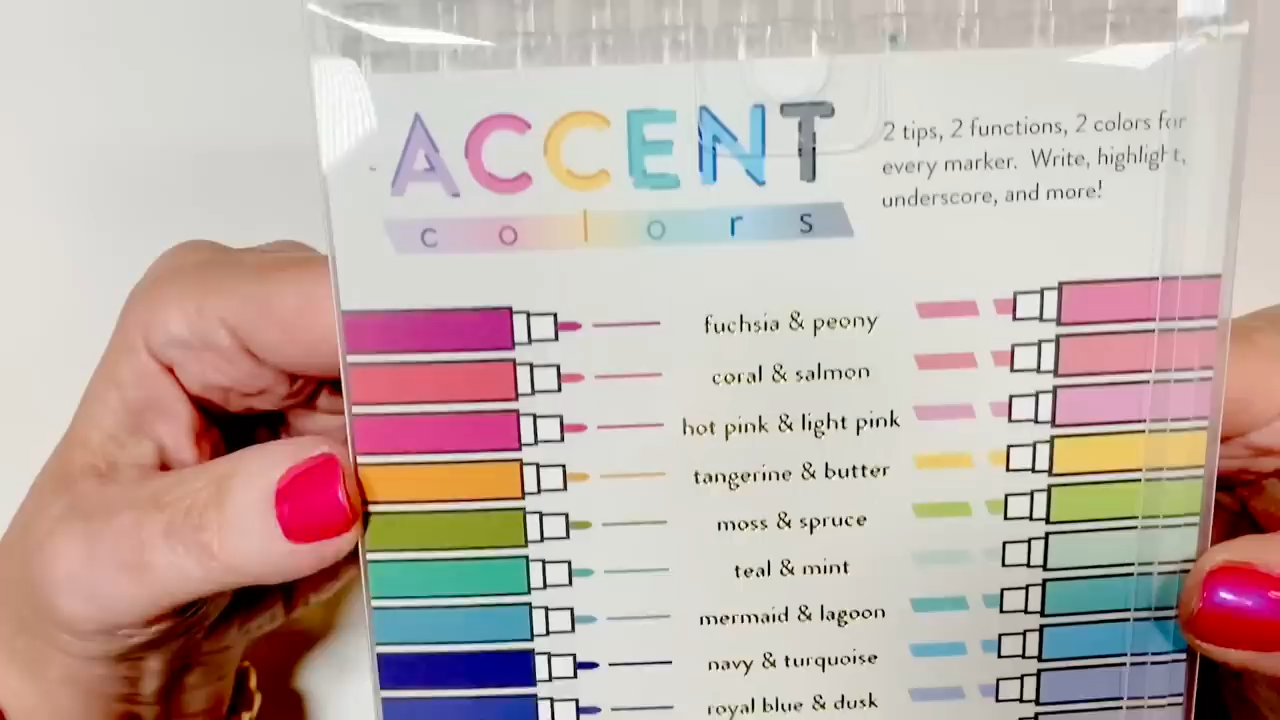 ACCENT
colors
2 tips, 2 functions, 2 colors for
every marker. Write, highlight,
underscore, and more!
fuchsia & peony
coral & salmon
hot pink & light pink
tangerine & butter
moss & spruce
teal & mint
mermaid & lagoon
navy & turquoise
royal blue & dusk